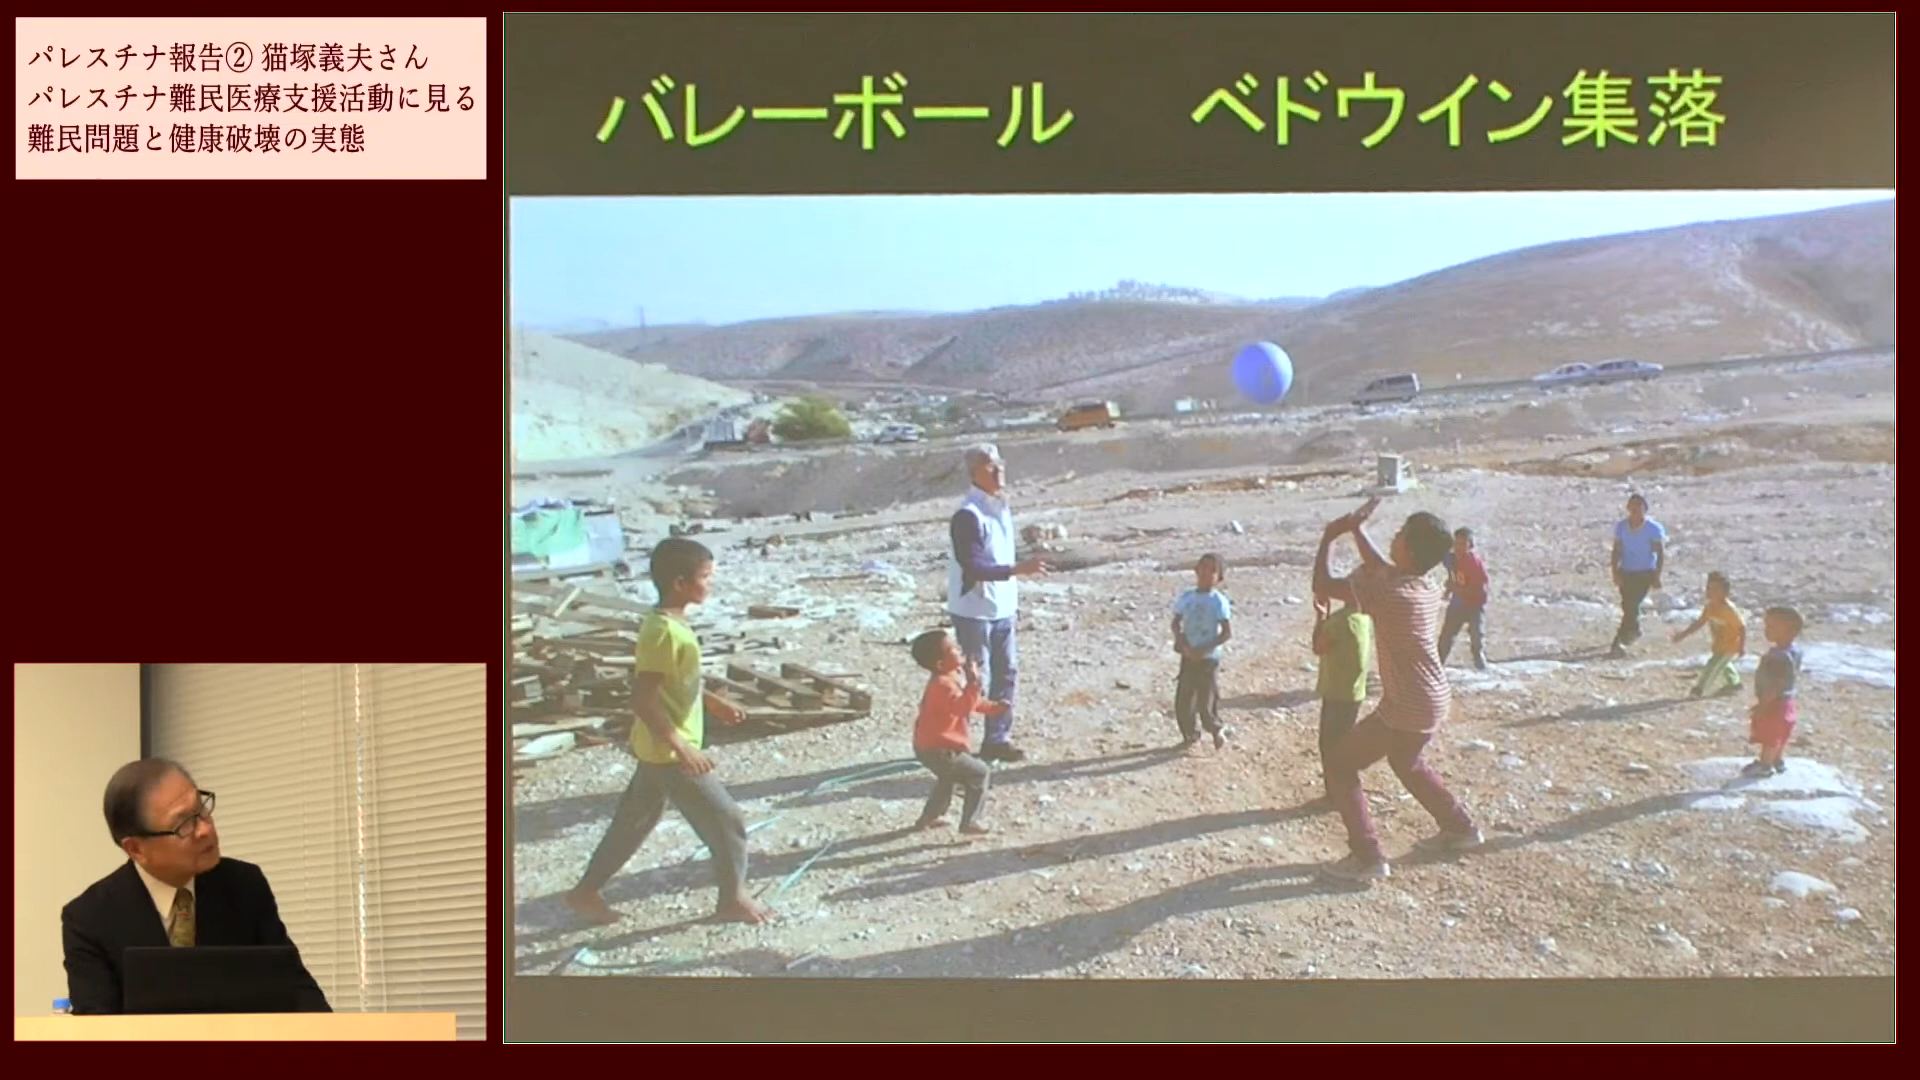 パレスチナ報告② 猫塚義夫さん
パレスチナ難民医療支援活動に見る
難民問題と健康破壊の実態
バレーボール ベドウイン集落